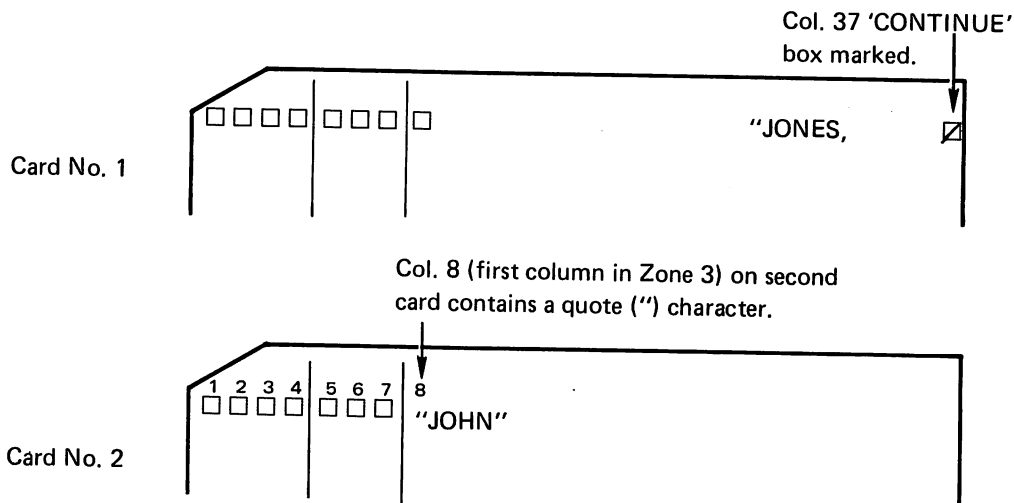 Col. 37 'CONTINUE'
box marked.
"JONES,
Card No. 1
Col. 8 (first column in Zone 3) on second
card contains a quote (") character.
1 2 3 4 5 6 7 8
"JOHN"
Card No. 2